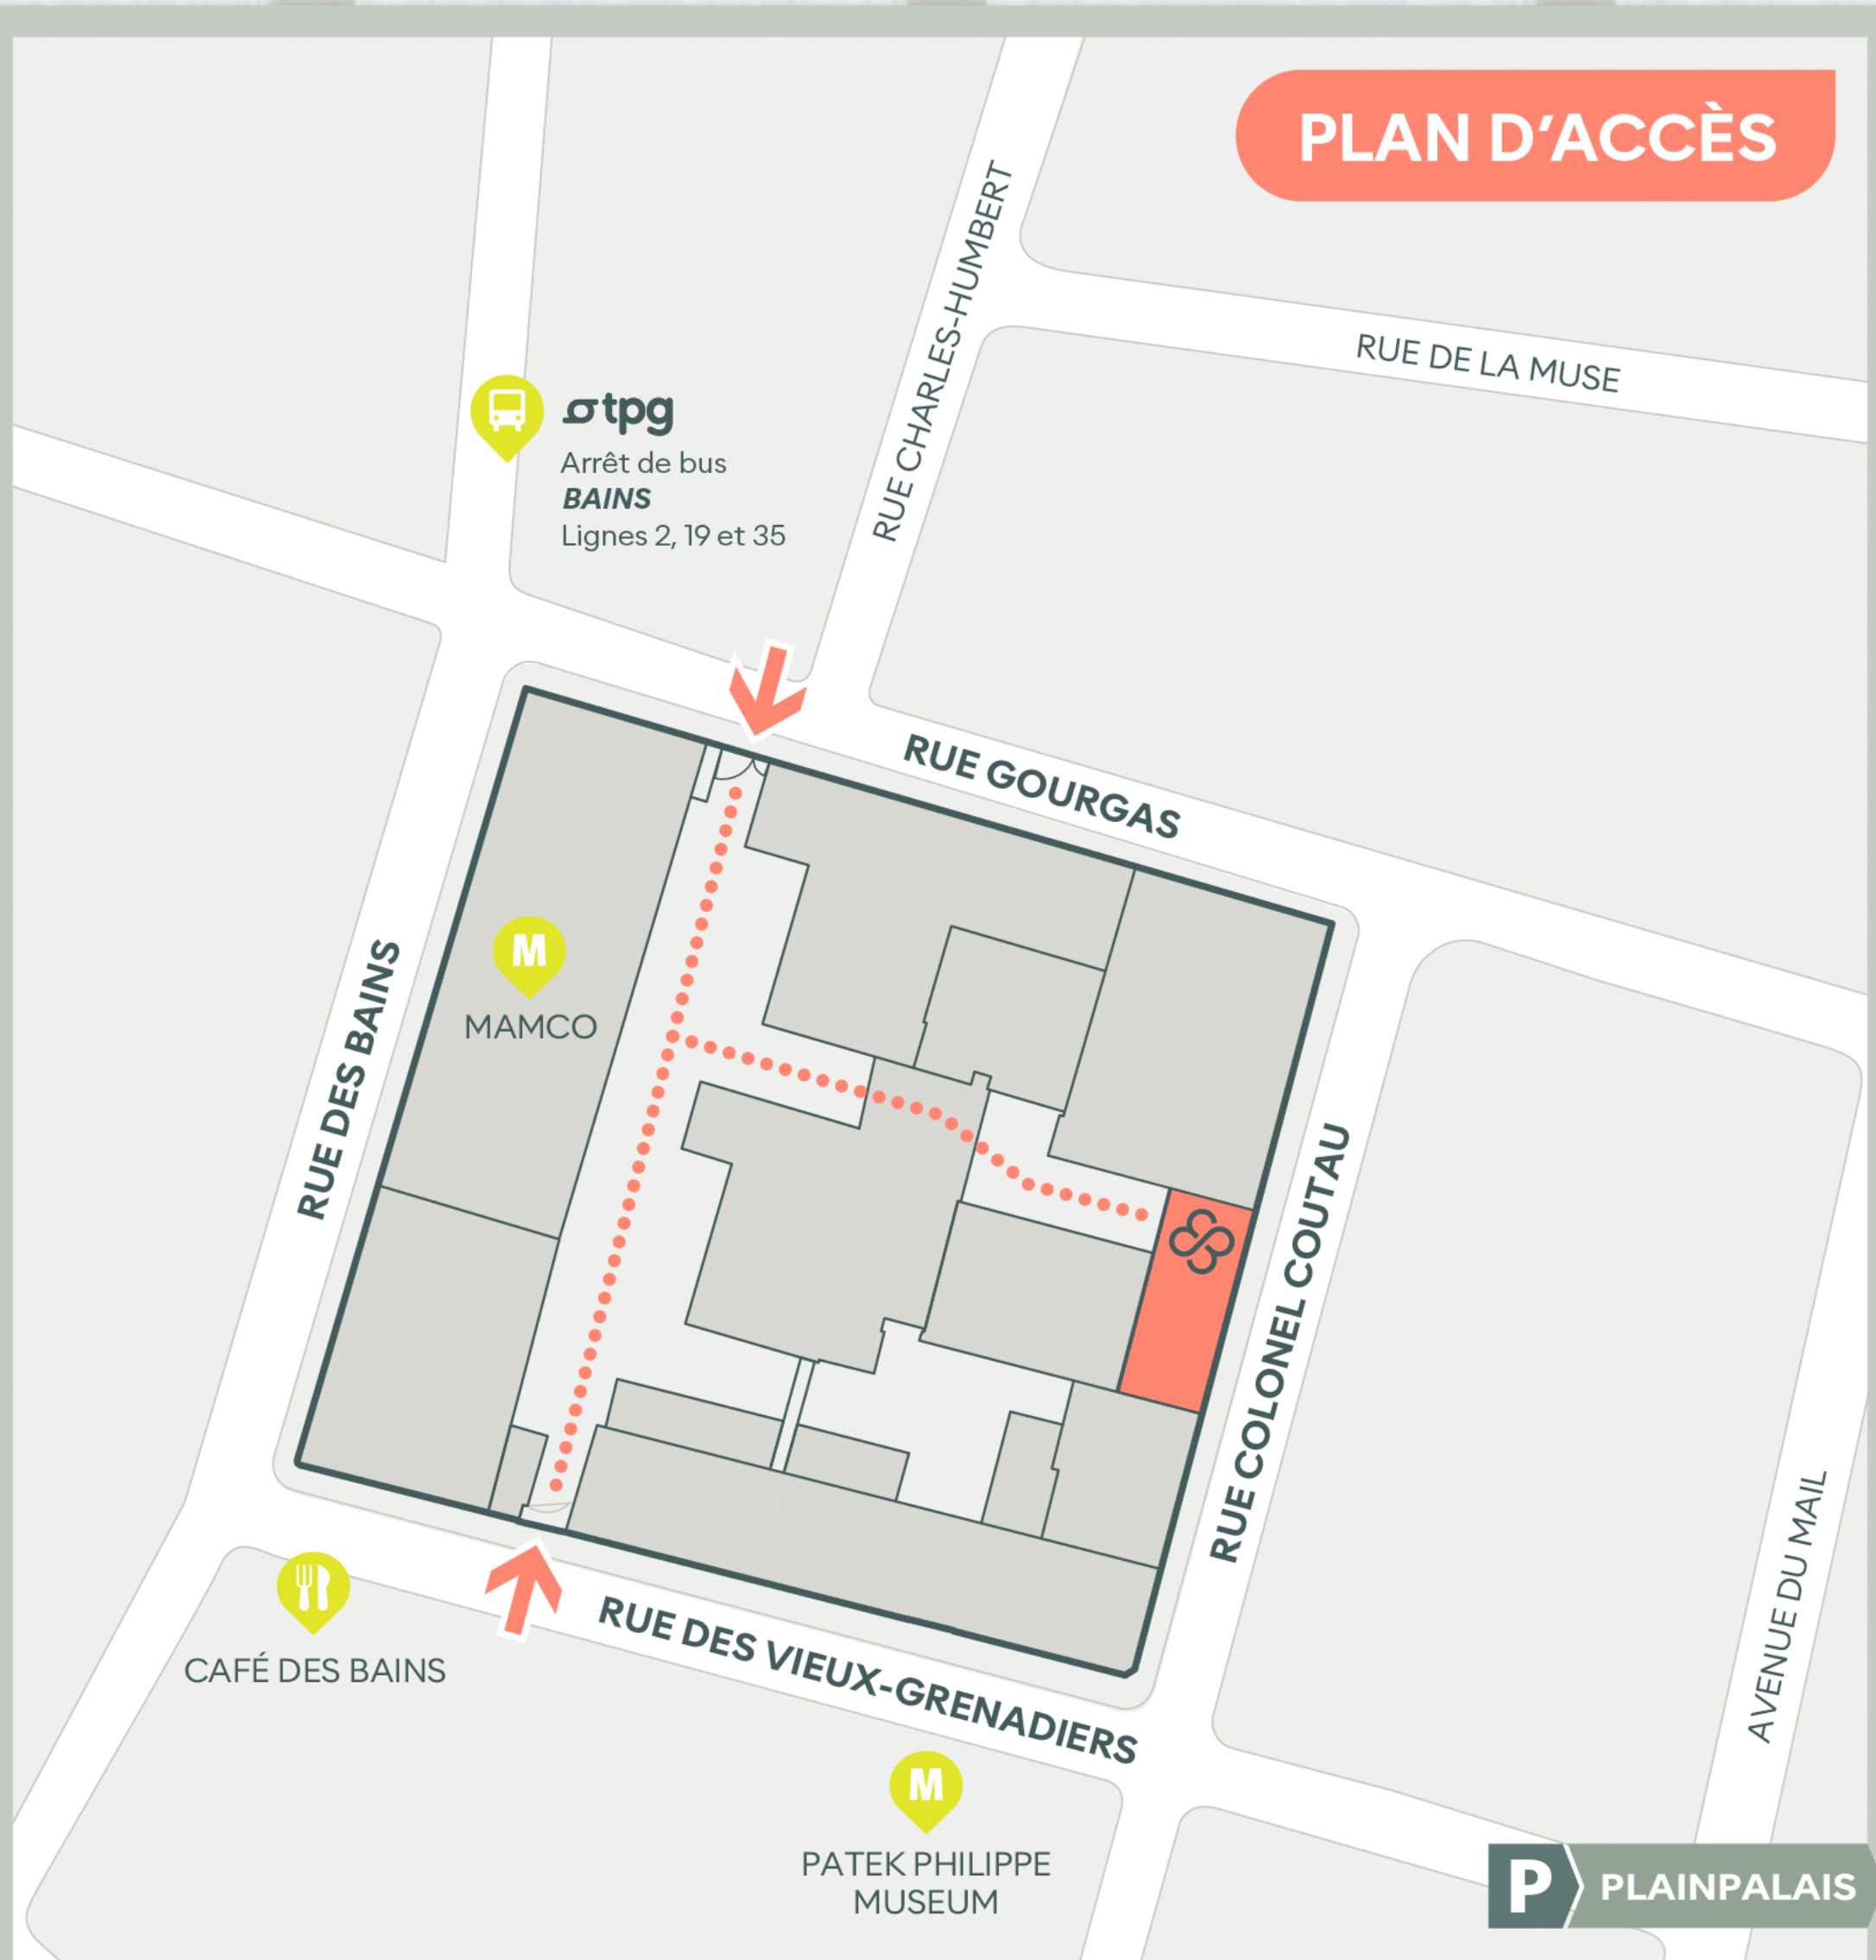 PLAN D'ACCÈS
RUE CHARLES-HUMBERT
RUE DE LA MUSE
tpg
Arrêt de bus
BAINS
Lignes 2, 19 et 35
RUE GOURGAS
M
MAMCO
RUE DES BAINS
RUE COLONEL COUTAU
AVENUE DU MAIL
CAFÉ DES BAINS
RUE DES VIEUX-GRENADIERS
M
PATEK PHILIPPE
MUSEUM
P PLAINPALAIS